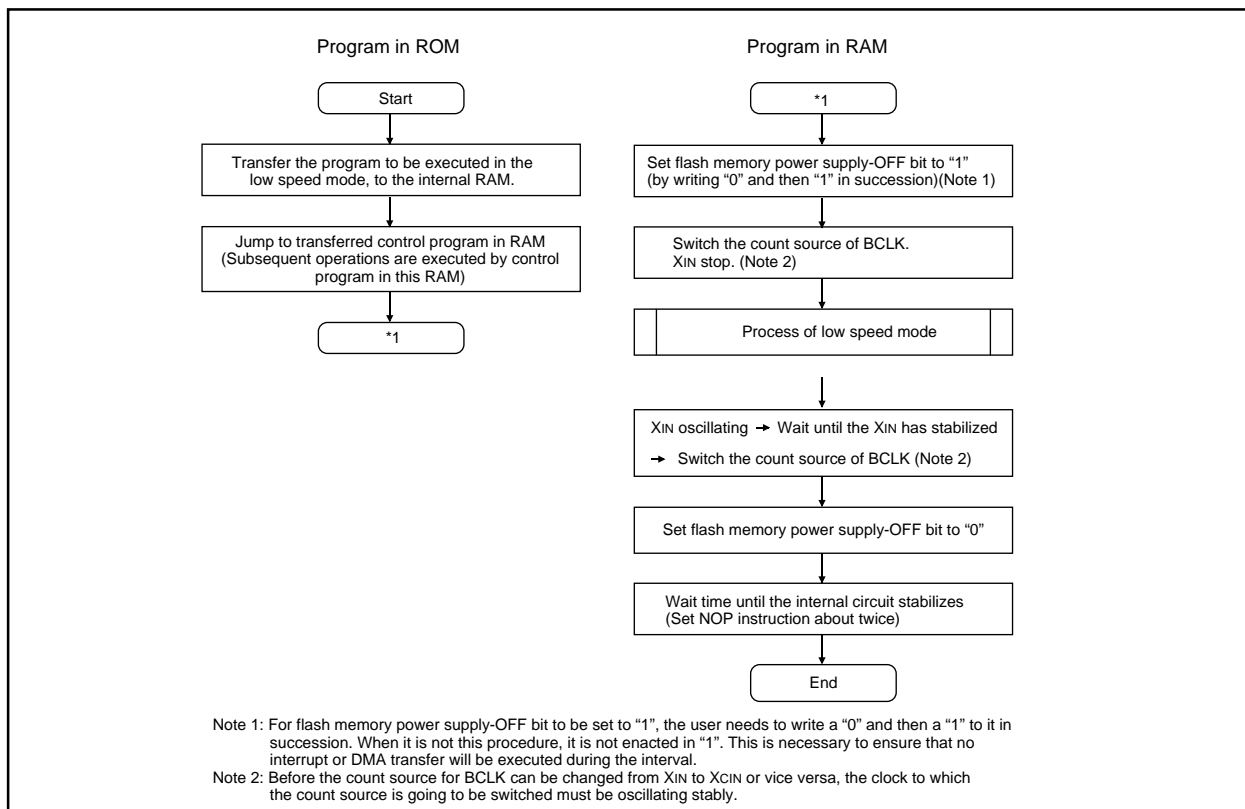 Program in ROM
Start
Transfer the program to be executed in the
low speed mode, to the internal RAM.
Jump to transferred control program in RAM
(Subsequent operations are executed by control
program in this RAM)
*1
Program in RAM
*1
Set flash memory power supply-OFF bit to “1”
(by writing “0” and then “1” in succession)(Note 1)
Switch the count source of BCLK.
XIN stop. (Note 2)
Process of low speed mode
XIN oscillating → Wait until the XIN has stabilized
→ Switch the count source of BCLK (Note 2)
Set flash memory power supply-OFF bit to “0”
Wait time until the internal circuit stabilizes
(Set NOP instruction about twice)
End
Note 1: For flash memory power supply-OFF bit to be set to “1”, the user needs to write a “0” and then a “1” to it in
succession. When it is not this procedure, it is not enacted in “1”. This is necessary to ensure that no
interrupt or DMA transfer will be executed during the interval.
Note 2: Before the count source for BCLK can be changed from XIN to XCIN or vice versa, the clock to which
the count source is going to be switched must be oscillating stably.